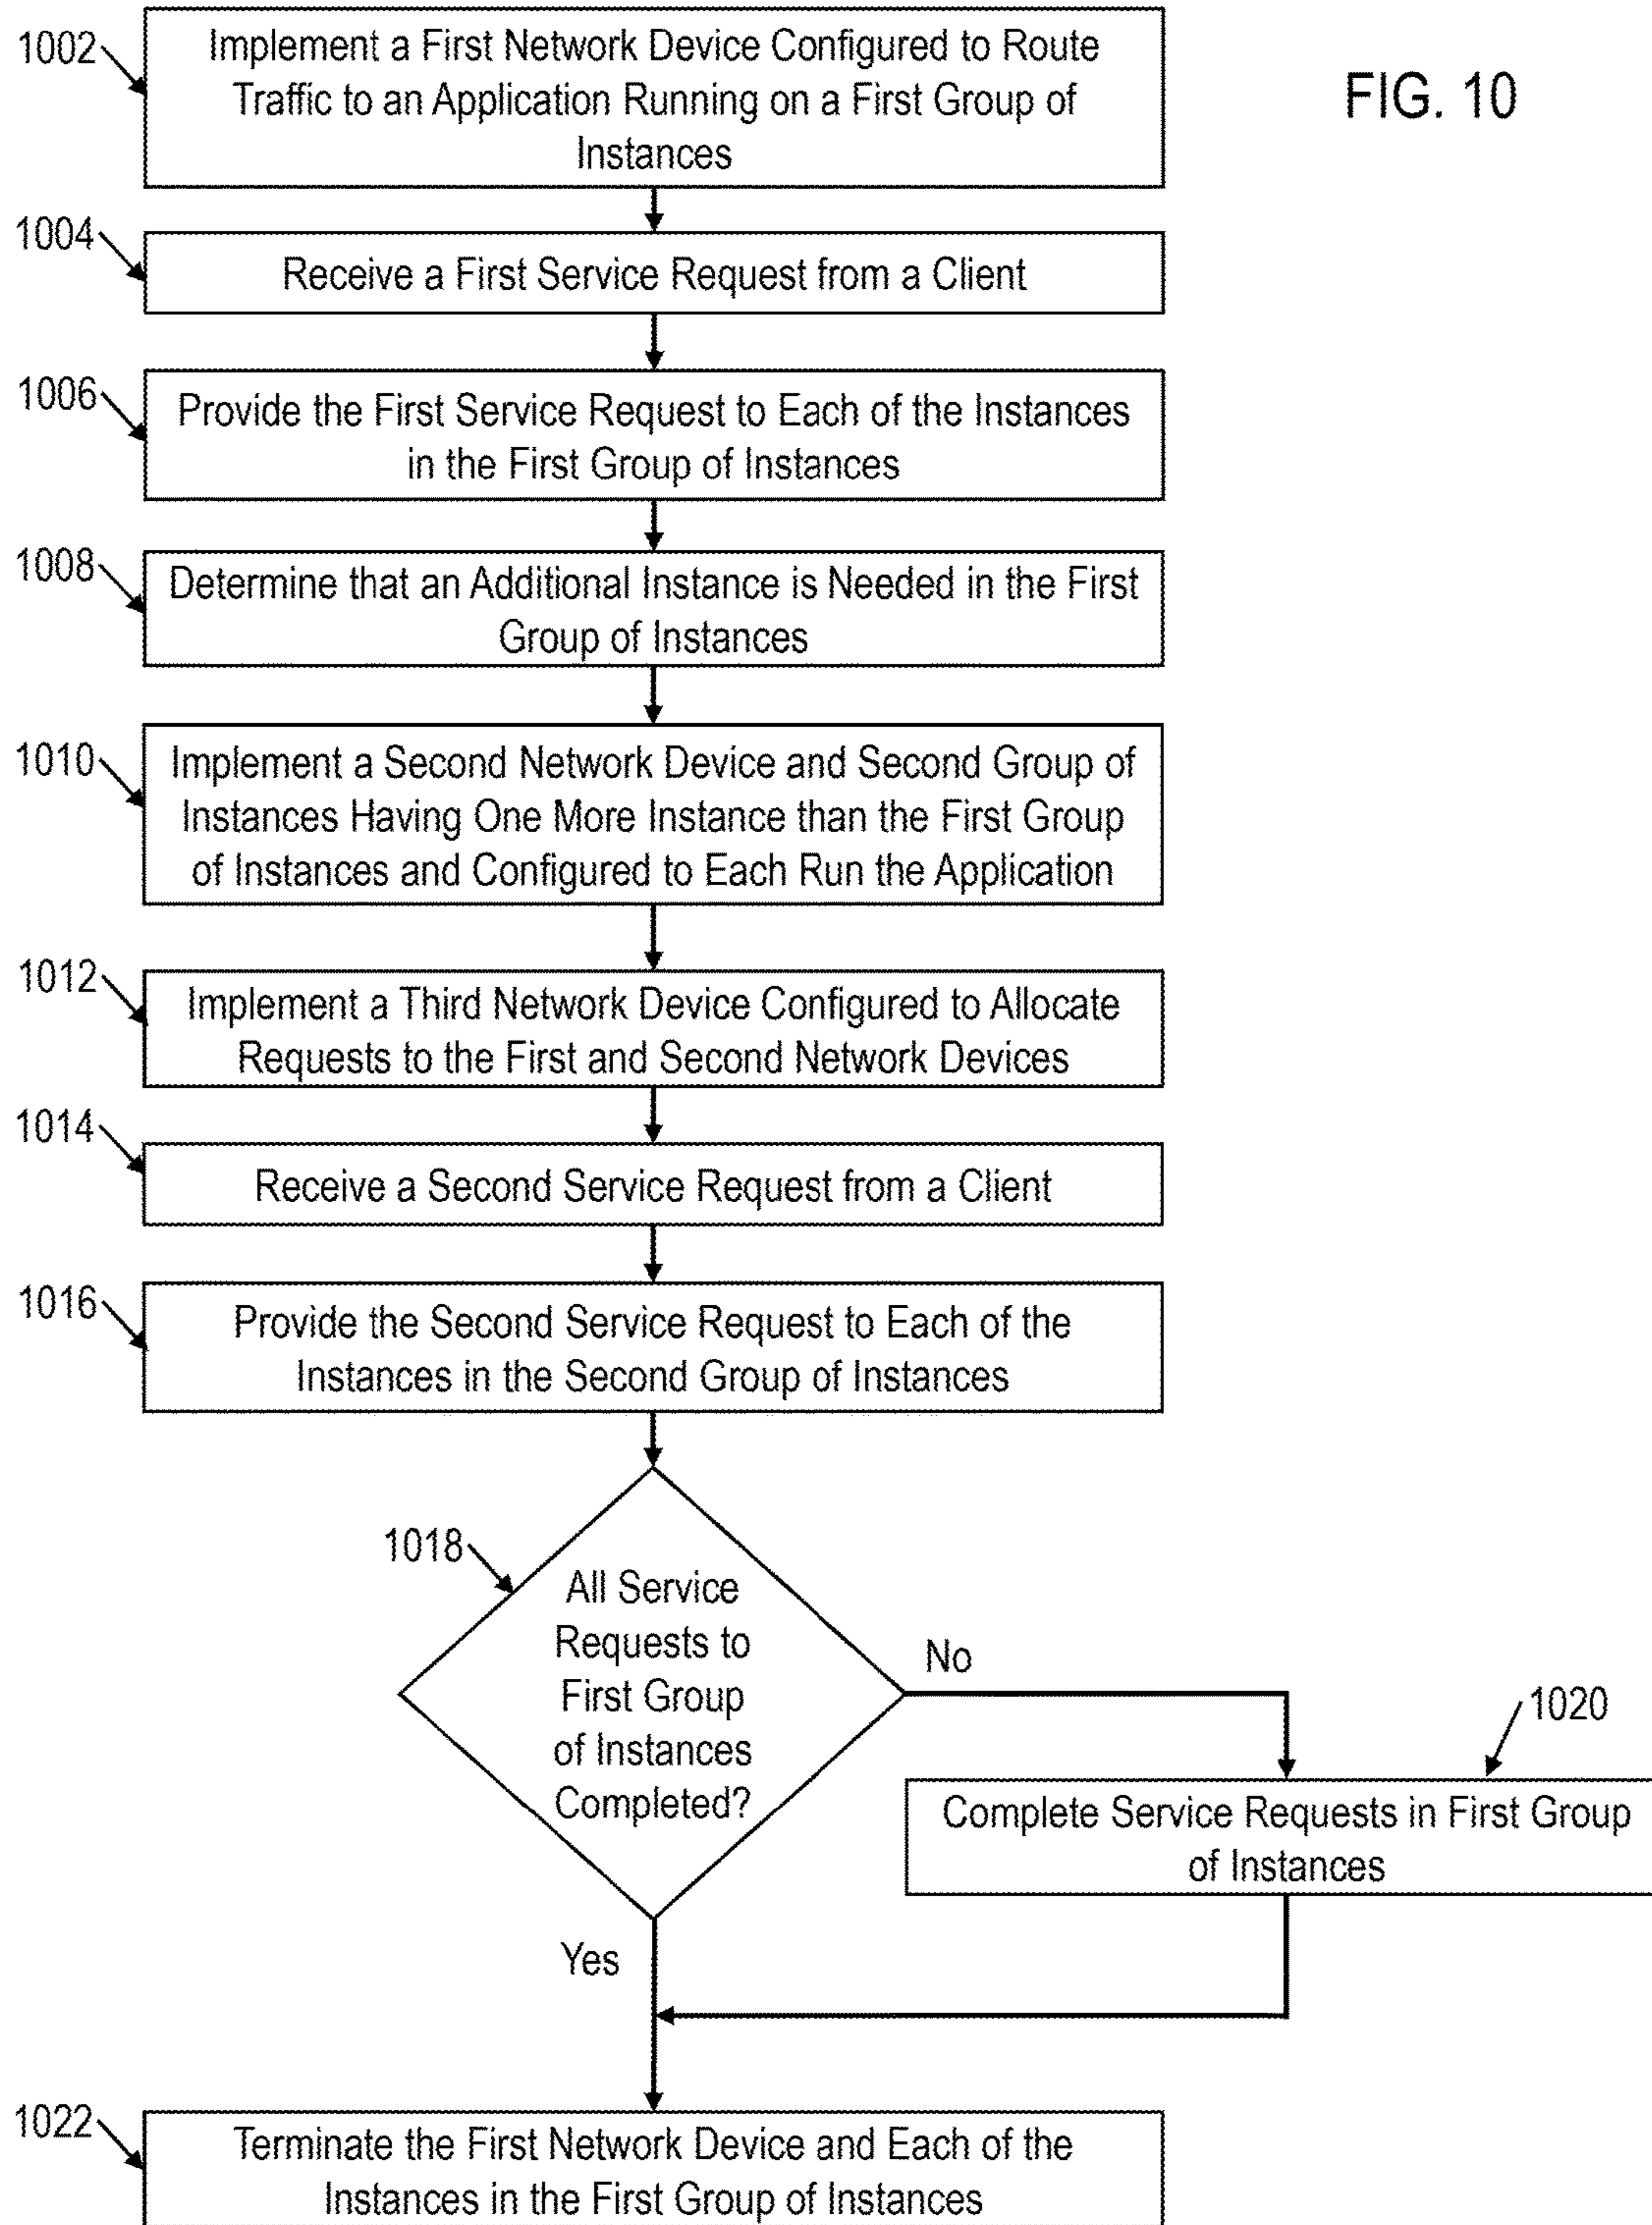 FIG. 10
1002
Implement a First Network Device Configured to Route
Traffic to an Application Running on a First Group of
Instances
1004
Receive a First Service Request from a Client
1006
Provide the First Service Request to Each of the Instances
in the First Group of Instances
1008
Determine that an Additional Instance is Needed in the First
Group of Instances
1010
Implement a Second Network Device and Second Group of
Instances Having One More Instance than the First Group
of Instances and Configured to Each Run the Application
1012
Implement a Third Network Device Configured to Allocate
Requests to the First and Second Network Devices
1014
Receive a Second Service Request from a Client
1016
Provide the Second Service Request to Each of the
Instances in the Second Group of Instances
1018
All Service
Requests to
First Group
of Instances
Completed?
No
1020
Complete Service Requests in First Group
of Instances
Yes
1022
Terminate the First Network Device and Each of the
Instances in the First Group of Instances